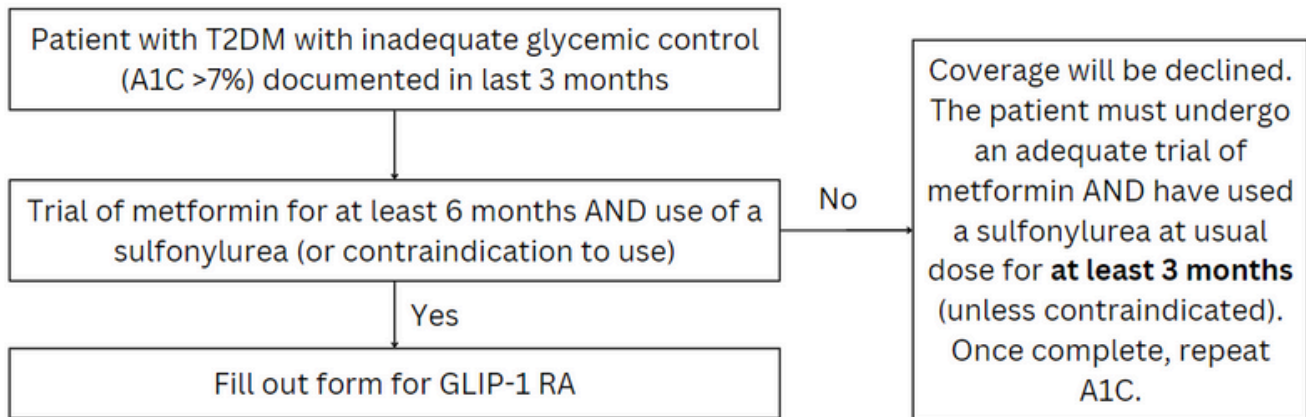 Patient with T2DM with inadequate glycemic control
(A1C >7%) documented in last 3 months
Trial of metformin for at least 6 months AND use of a
sulfonylurea (or contraindication to use)
No
Coverage will be declined.
The patient must undergo
an adequate trial of
metformin AND have used
a sulfonylurea at usual
dose for at least 3 months
(unless contraindicated).
Once complete, repeat
A1C.
Yes
Fill out form for GLIP-1 RA